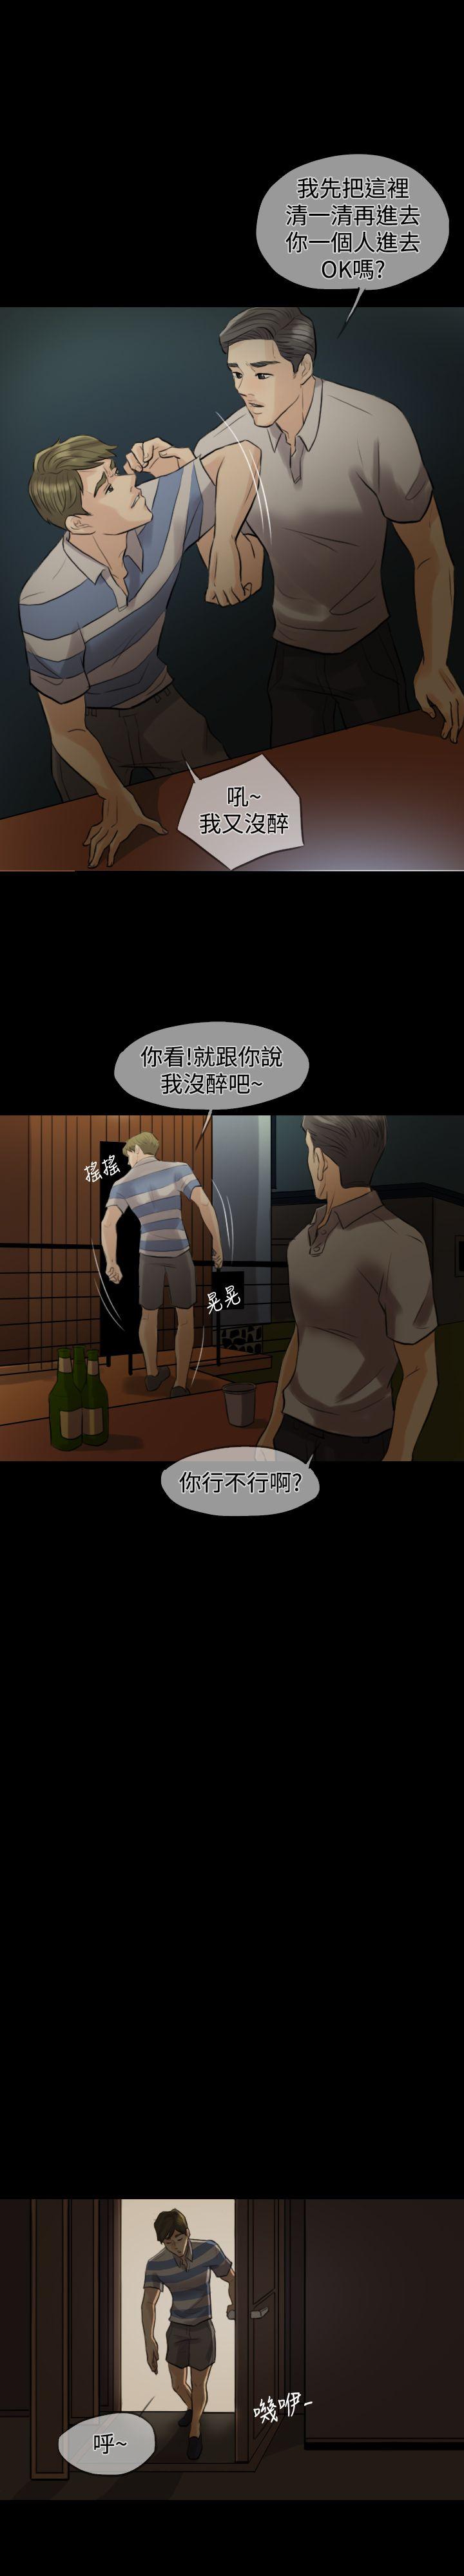 我先把這裡
清一清再進去
你一個人進去
OK嗎?
吼~
我又沒醉
你看!就跟你說
我沒醉吧~
搖搖
晃晃
你行不行啊?
嘰咿-
呼~